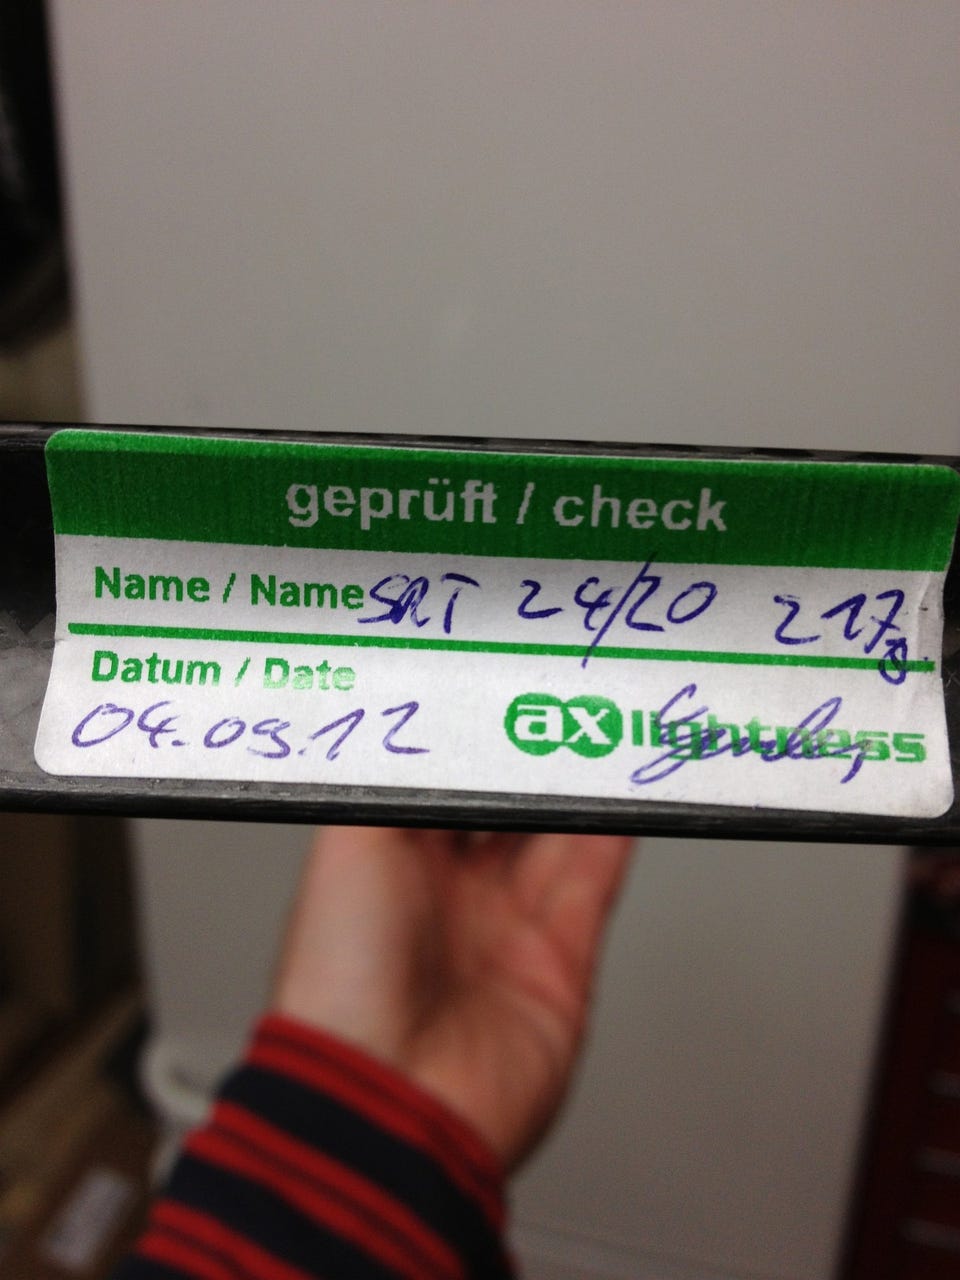 geprüft / check
Name / Name SRT 24/20 217g
Datum / Date
04.09.12
ax lightness